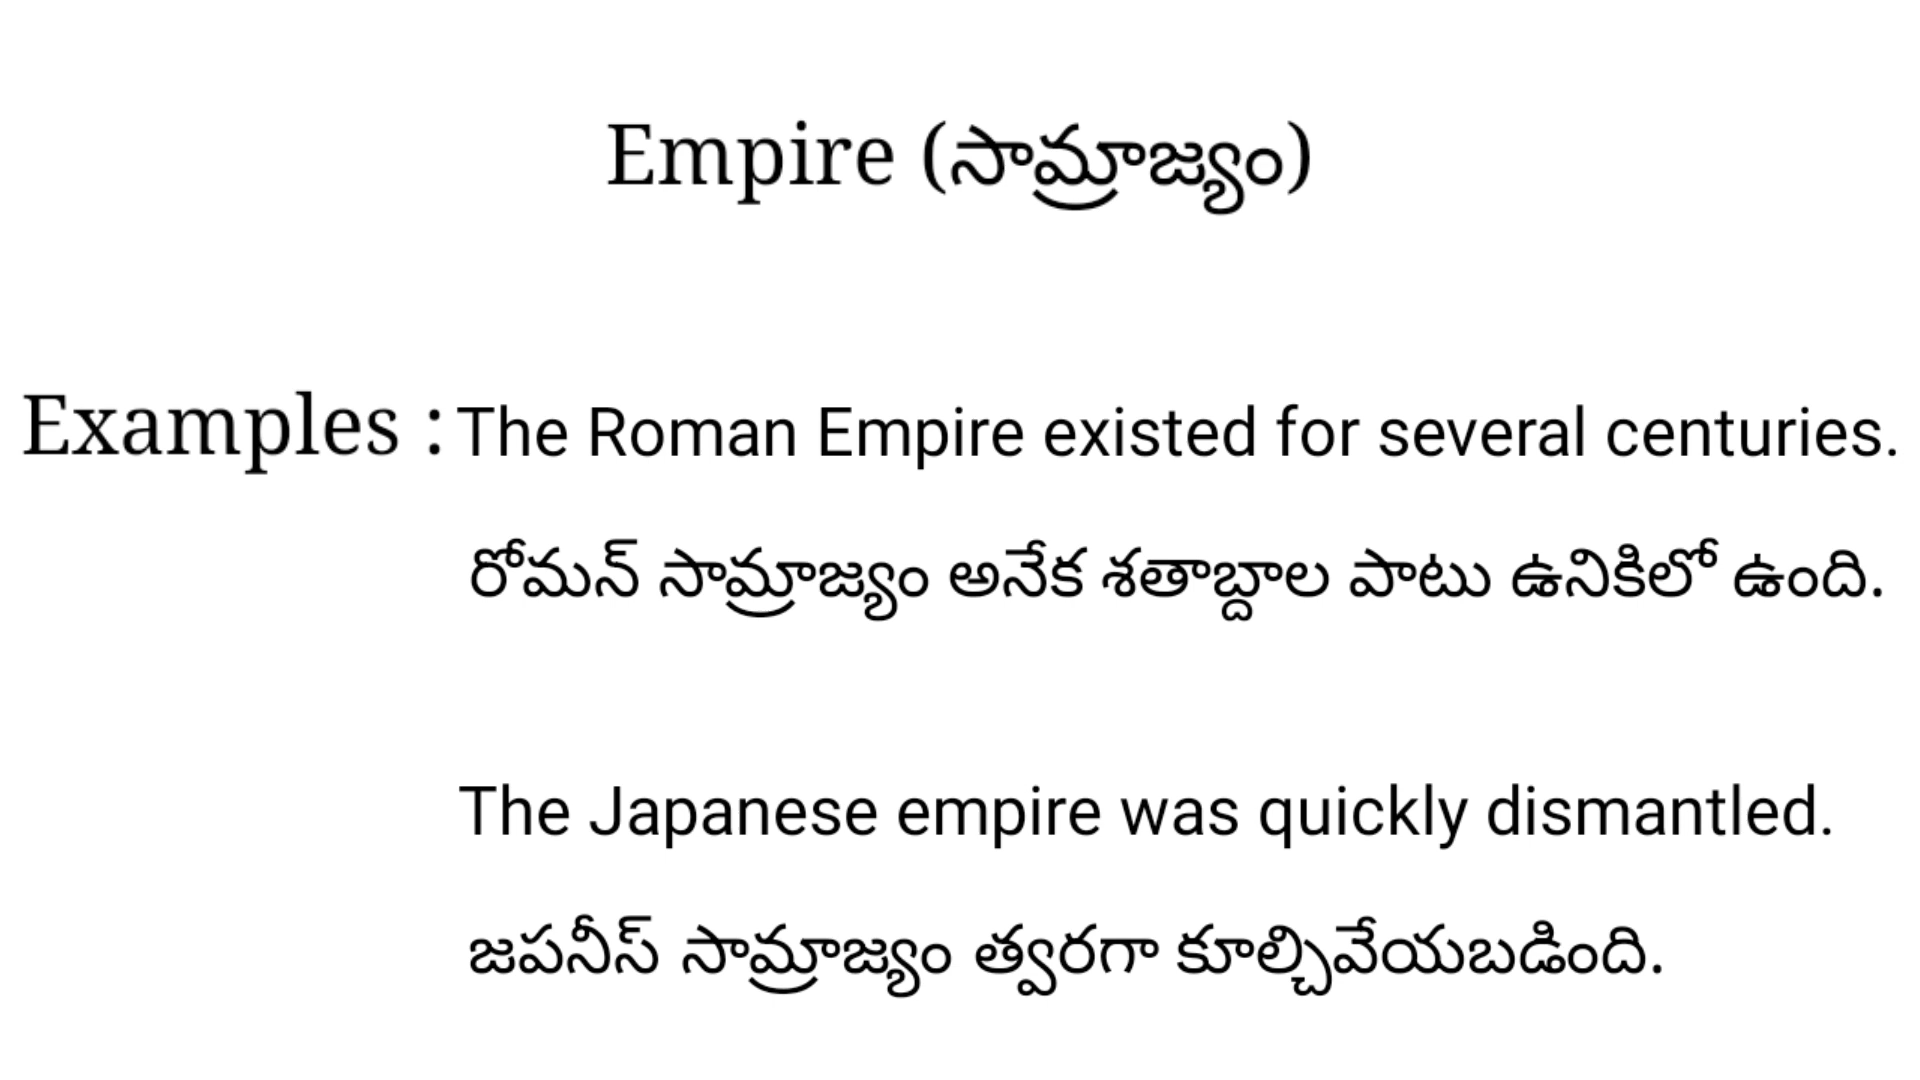 Empire (సామ్రాజ్యం)
Examples : The Roman Empire existed for several centuries.
రోమన్ సామ్రాజ్యం అనేక శతాబ్దాల పాటు ఉనికిలో ఉంది.
The Japanese empire was quickly dismantled.
జపనీస్ సామ్రాజ్యం త్వరగా కూల్చివేయబడింది.